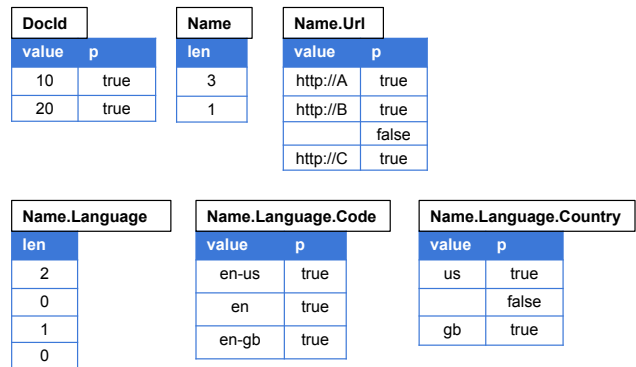 DocId Name Name.Url
value p len value p
10 true 3 http://A true
20 true 1 http://B true
false
http://C true
Name.Language Name.Language.Code Name.Language.Country
len value p value p
2 en-us true us true
0 en true false
1 en-gb true gb true
0